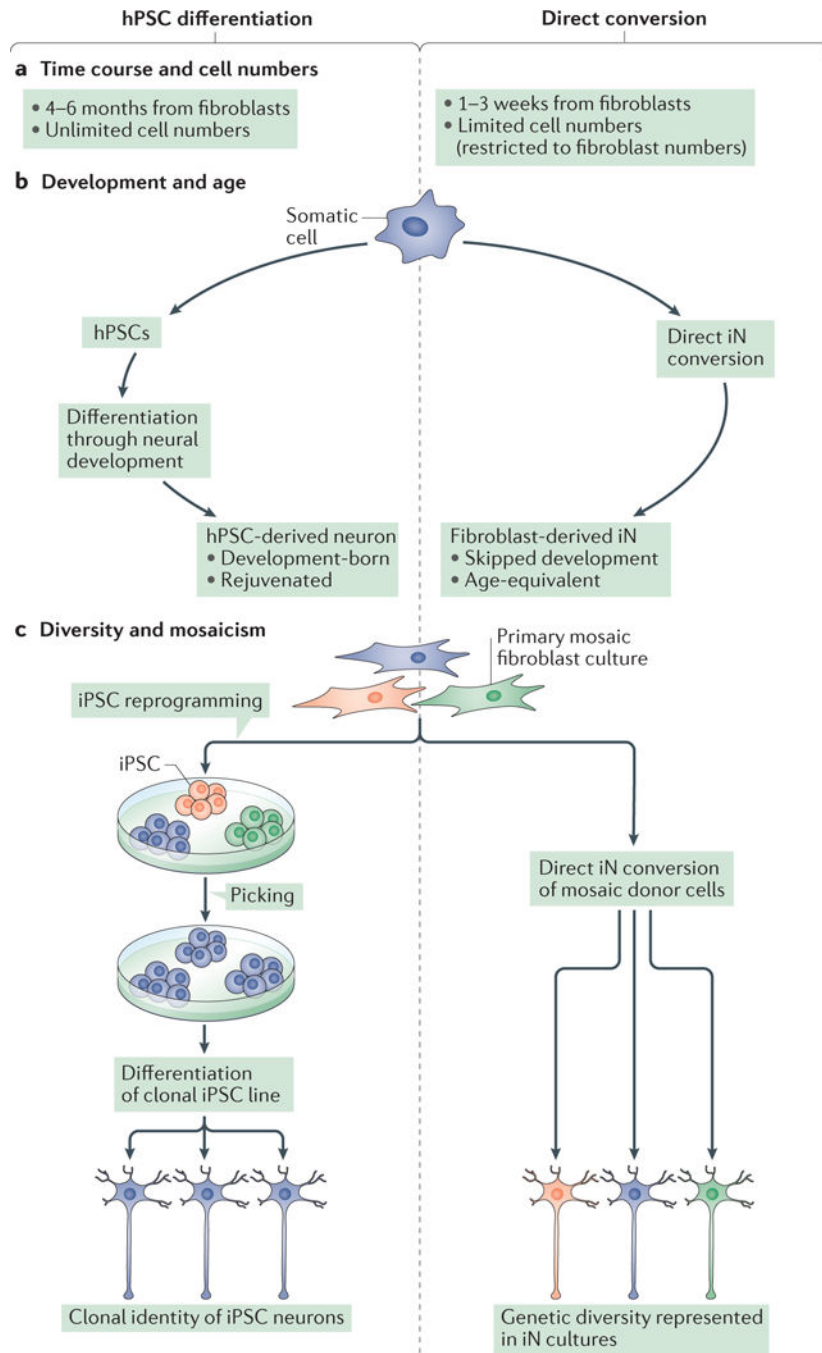 hPSC differentiation
Direct conversion
a Time course and cell numbers
• 4–6 months from fibroblasts
• Unlimited cell numbers
• 1–3 weeks from fibroblasts
• Limited cell numbers
(restricted to fibroblast numbers)
b Development and age
Somatic
cell
hPSCs
Direct iN
conversion
Differentiation
through neural
development
hPSC-derived neuron
• Development-born
• Rejuvenated
Fibroblast-derived iN
• Skipped development
• Age-equivalent
c Diversity and mosaicism
Primary mosaic
fibroblast culture
iPSC reprogramming
iPSC
Picking
Direct iN conversion
of mosaic donor cells
Differentiation
of clonal iPSC line
Clonal identity of iPSC neurons
Genetic diversity represented
in iN cultures
Nature Reviews | Genetics